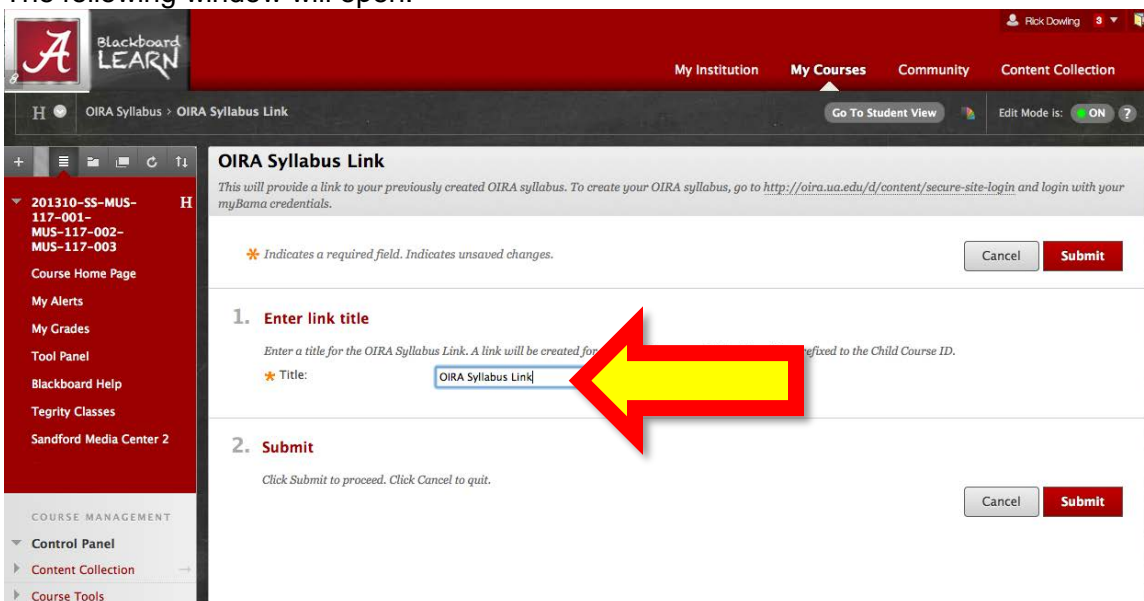 The following window will open:
Blackboard
LEARN
Rick Dowling 3
My Institution My Courses Community Content Collection
H OIRA Syllabus > OIRA Syllabus Link Go To Student View Edit Mode is: ON ?
OIRA Syllabus Link
This will provide a link to your previously created OIRA syllabus. To create your OIRA syllabus, go to http://oira.ua.edu/d/content/secure-site-login and login with your
myBama credentials.
201310-SS-MUS-
117-001-
MUS-117-002-
MUS-117-003
H
Course Home Page
My Alerts
My Grades
Tool Panel
Blackboard Help
Tegrity Classes
Sandford Media Center 2
COURSE MANAGEMENT
Control Panel
Content Collection
Course Tools
Indicates a required field. Indicates unsaved changes.
Cancel Submit
1. Enter link title
Enter a title for the OIRA Syllabus Link. A link will be created for to the Child Course ID.
Title: OIRA Syllabus Link
2. Submit
Click Submit to proceed. Click Cancel to quit.
Cancel Submit